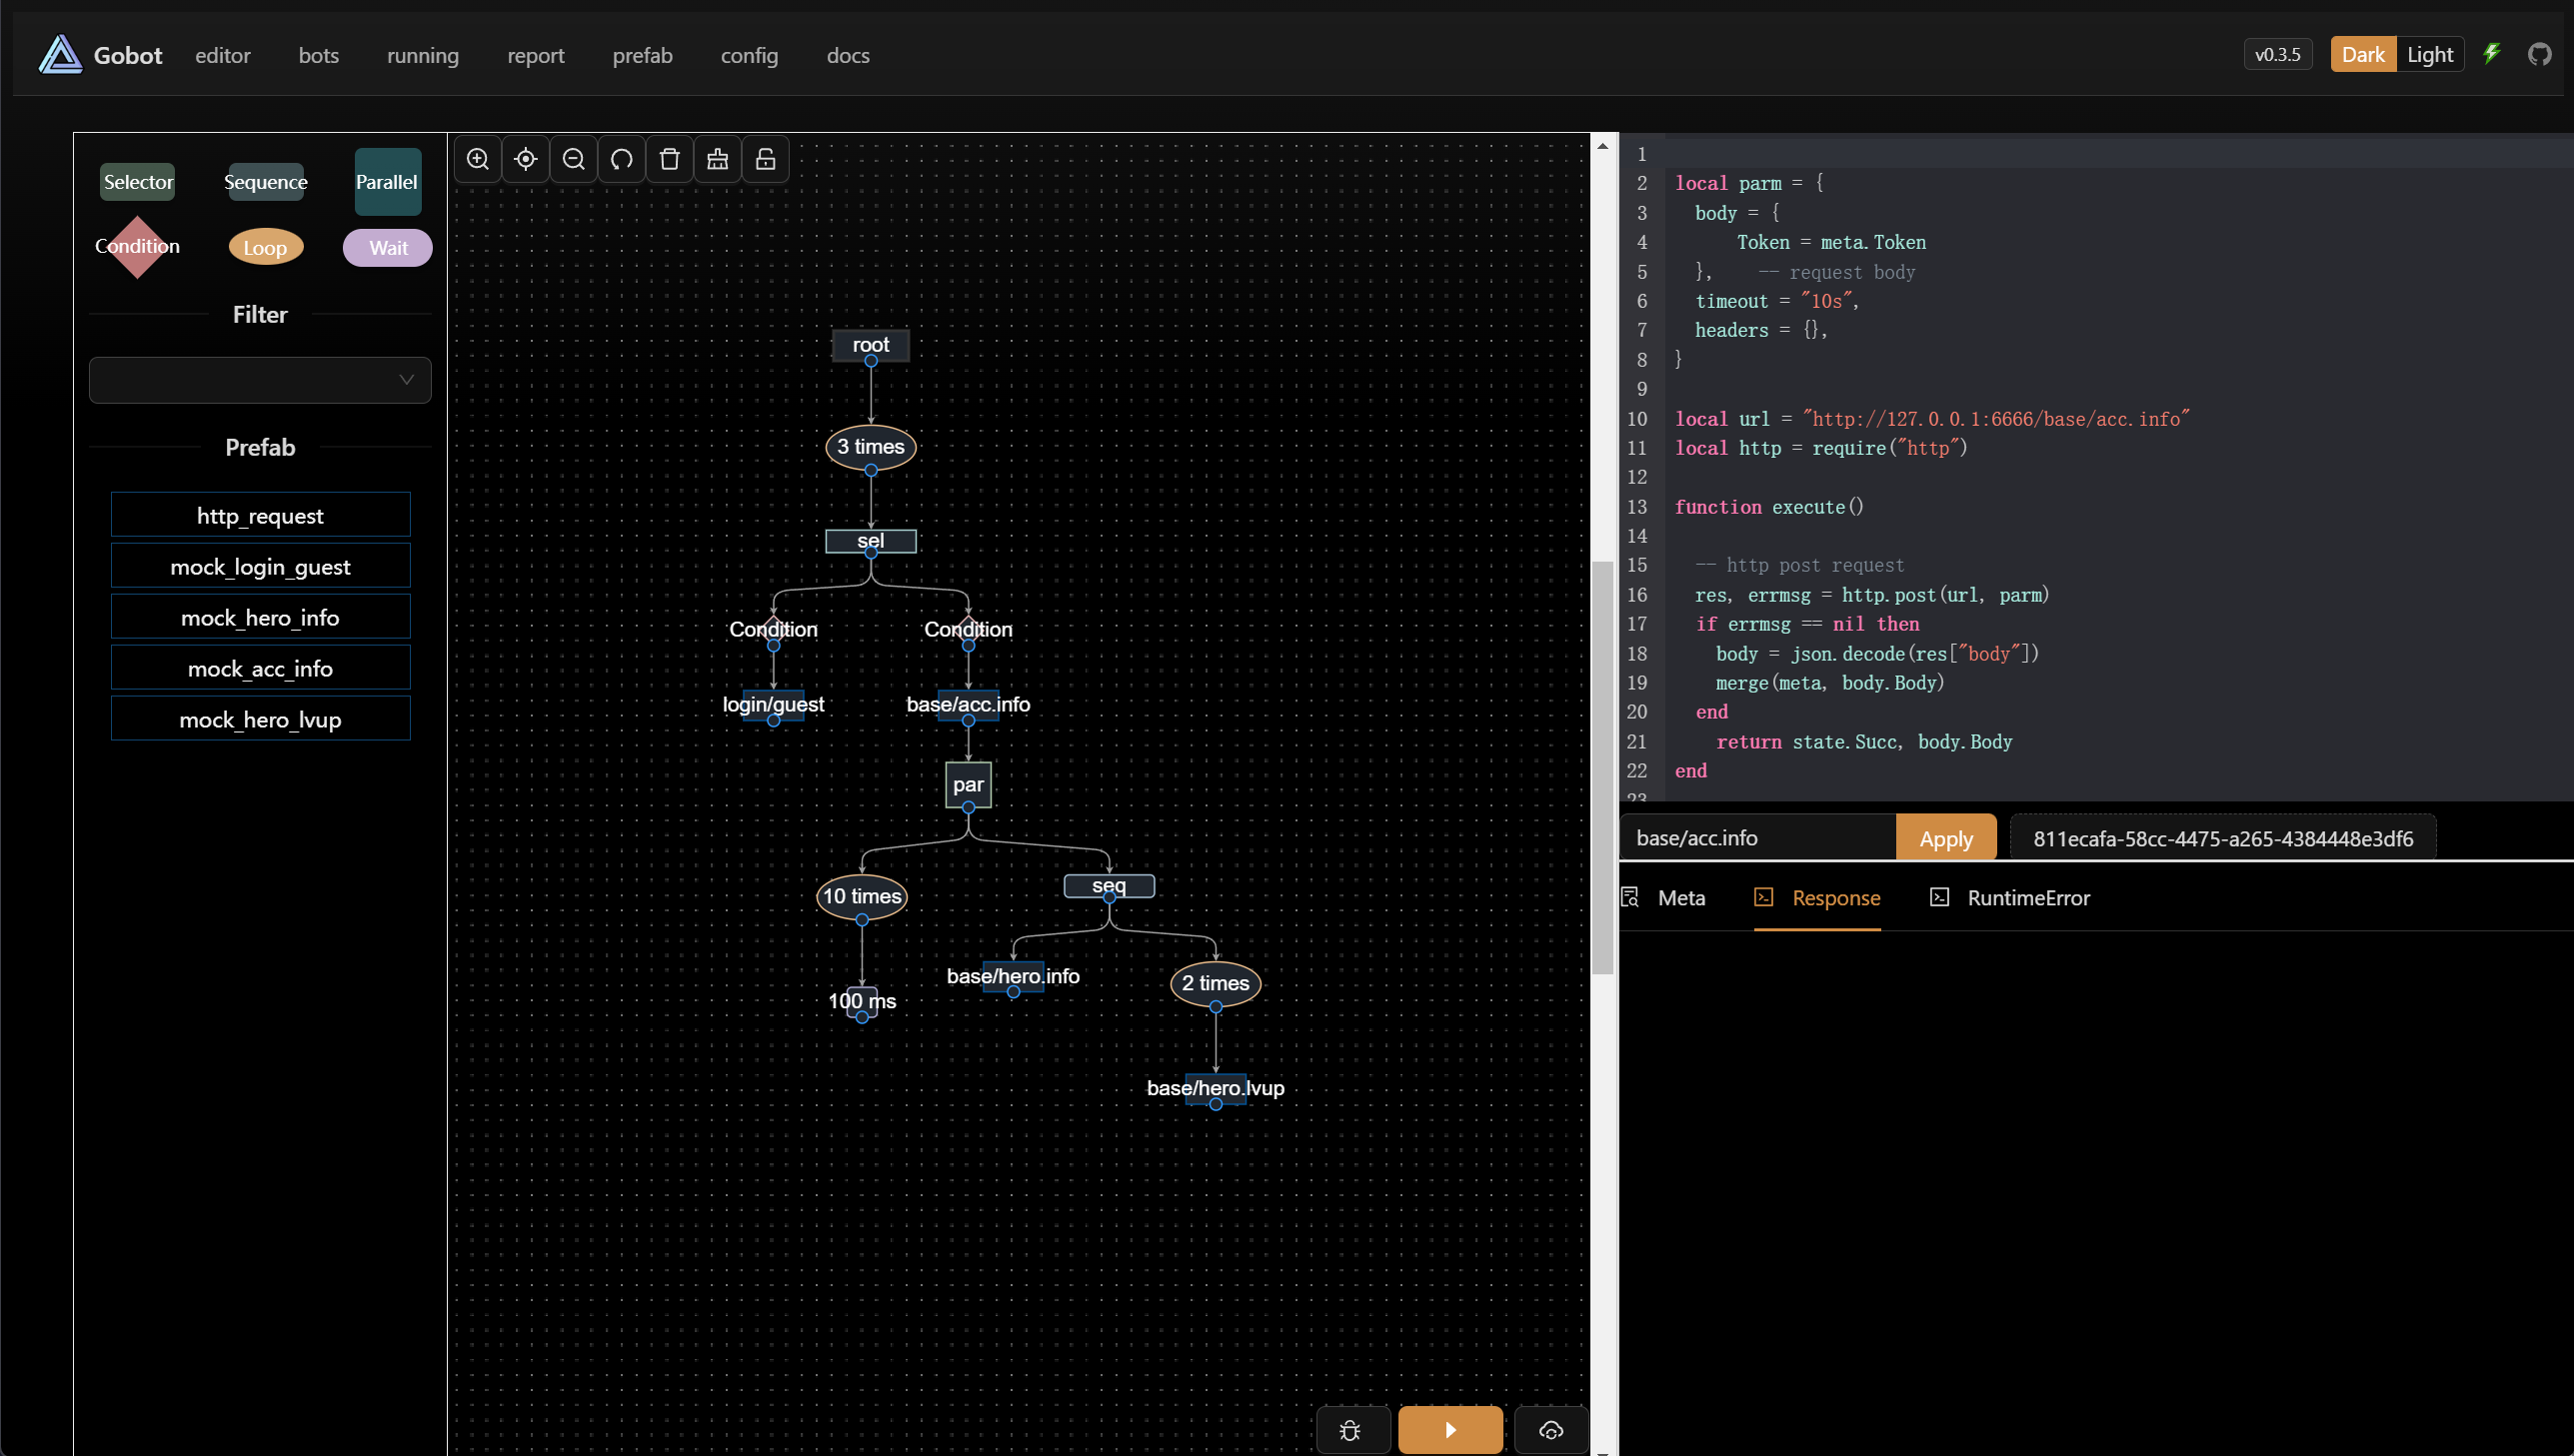 Gobot editor bots running report prefab config docs v0.3.5 Dark Light
Selector Sequence Parallel
Condition Loop Wait
Filter
Prefab
http_request
mock_login_guest
mock_hero_info
mock_acc_info
mock_hero_lvup
root
3 times
sel
Condition Condition
login/guest base/acc.info
par
10 times seq
base/hero.info 2 times
100 ms
base/hero.lvup
1
2 local parm = {
3 body = {
4 Token = meta.Token
5 }, -- request body
6 timeout = "10s",
7 headers = {},
8 }
9
10 local url = "http://127.0.0.1:6666/base/acc.info"
11 local http = require("http")
12
13 function execute()
14
15 -- http post request
16 res, errmsg = http.post(url, parm)
17 if errmsg == nil then
18 body = json.decode(res["body"])
19 merge(meta, body.Body)
20 end
21 return state.Succ, body.Body
22 end
23
base/acc.info Apply 811ecafa-58cc-4475-a265-4384448e3df6
Meta Response RuntimeError